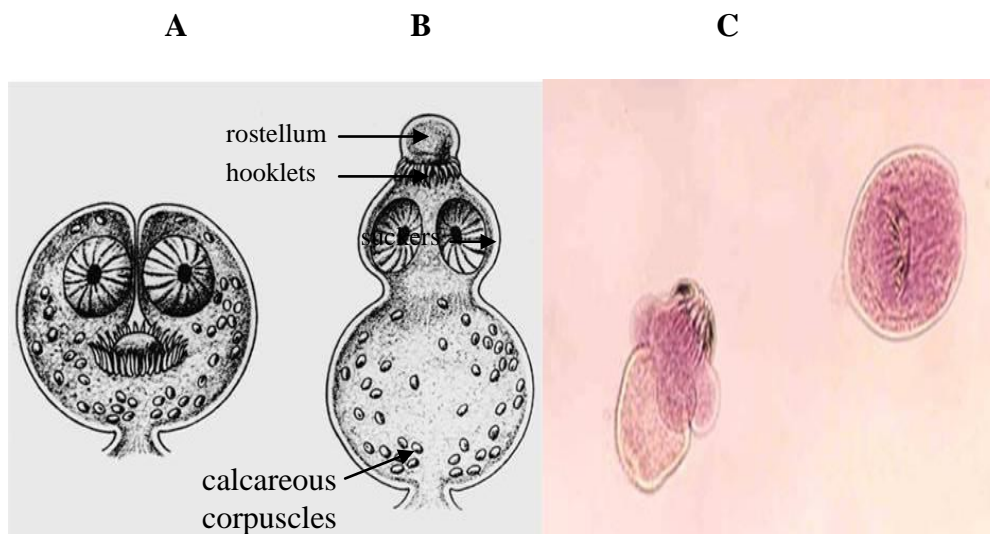 A B C
rostellum
hooklets
suckers
calcareous
corpuscles